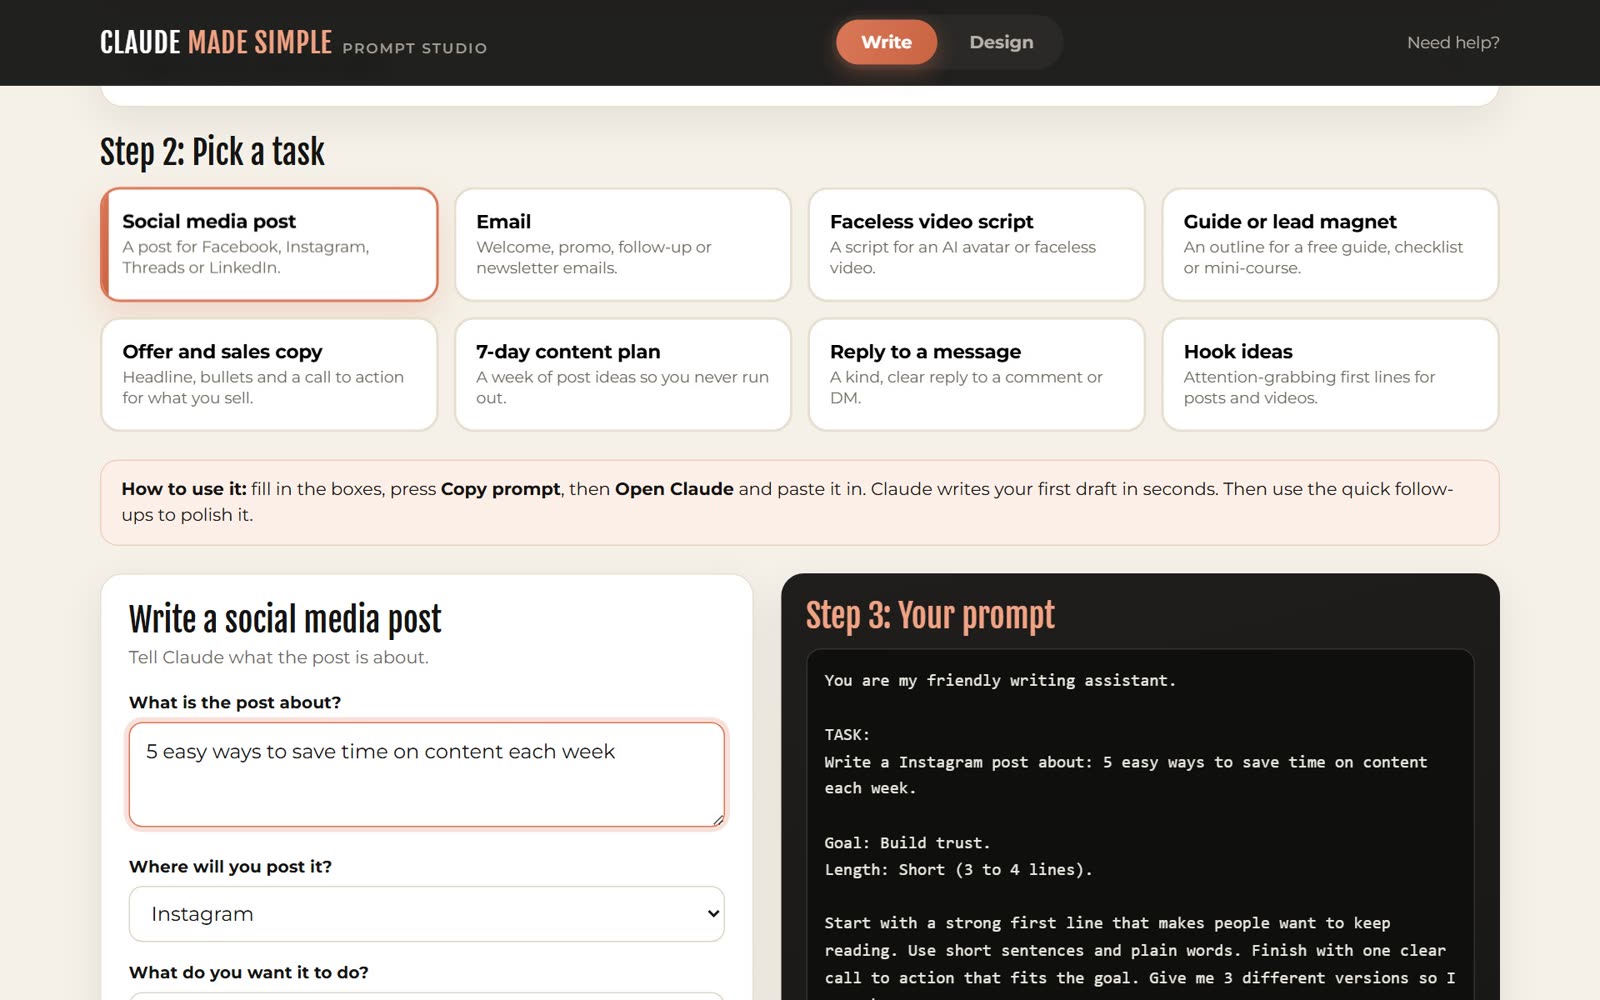 CLAUDE MADE SIMPLE PROMPT STUDIO
Write
Design
Need help?
Step 2: Pick a task
Social media post
A post for Facebook, Instagram,
Threads or LinkedIn.
Email
Welcome, promo, follow-up or
newsletter emails.
Faceless video script
A script for an AI avatar or faceless
video.
Guide or lead magnet
An outline for a free guide, checklist
or mini-course.
Offer and sales copy
Headline, bullets and a call to action
for what you sell.
7-day content plan
A week of post ideas so you never run
out.
Reply to a message
A kind, clear reply to a comment or
DM.
Hook ideas
Attention-grabbing first lines for
posts and videos.
How to use it: fill in the boxes, press Copy prompt, then Open Claude and paste it in. Claude writes your first draft in seconds. Then use the quick follow-
ups to polish it.
Write a social media post
Tell Claude what the post is about.
What is the post about?
5 easy ways to save time on content each week
Where will you post it?
Instagram
What do you want it to do?
Step 3: Your prompt
You are my friendly writing assistant.
TASK:
Write a Instagram post about: 5 easy ways to save time on content
each week.
Goal: Build trust.
Length: Short (3 to 4 lines).
Start with a strong first line that makes people want to keep
reading. Use short sentences and plain words. Finish with one clear
call to action that fits the goal. Give me 3 different versions so I